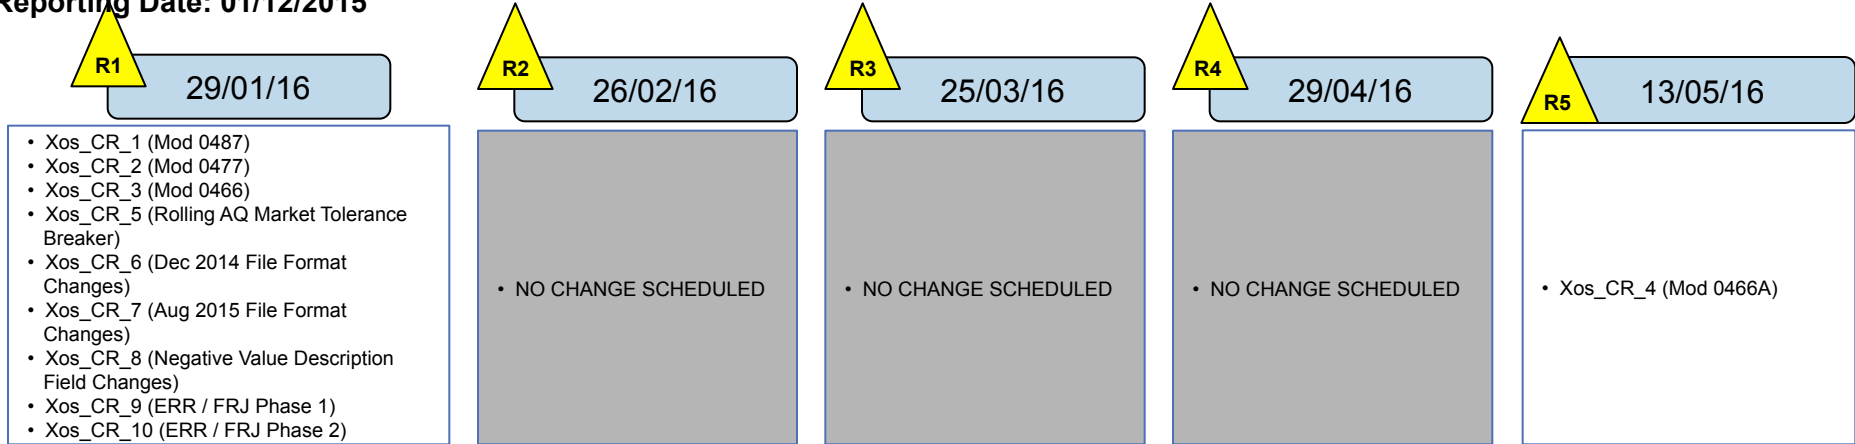 Reporting Date: 01/12/2015
R1
29/01/16
• Xos_CR_1 (Mod 0487)
• Xos_CR_2 (Mod 0477)
• Xos_CR_3 (Mod 0466)
• Xos_CR_5 (Rolling AQ Market Tolerance
Breaker)
• Xos_CR_6 (Dec 2014 File Format
Changes)
• Xos_CR_7 (Aug 2015 File Format
Changes)
• Xos_CR_8 (Negative Value Description
Field Changes)
• Xos_CR_9 (ERR / FRJ Phase 1)
• Xos_CR_10 (ERR / FRJ Phase 2)
R2
26/02/16
• NO CHANGE SCHEDULED
R3
25/03/16
• NO CHANGE SCHEDULED
R4
29/04/16
• NO CHANGE SCHEDULED
R5
13/05/16
• Xos_CR_4 (Mod 0466A)